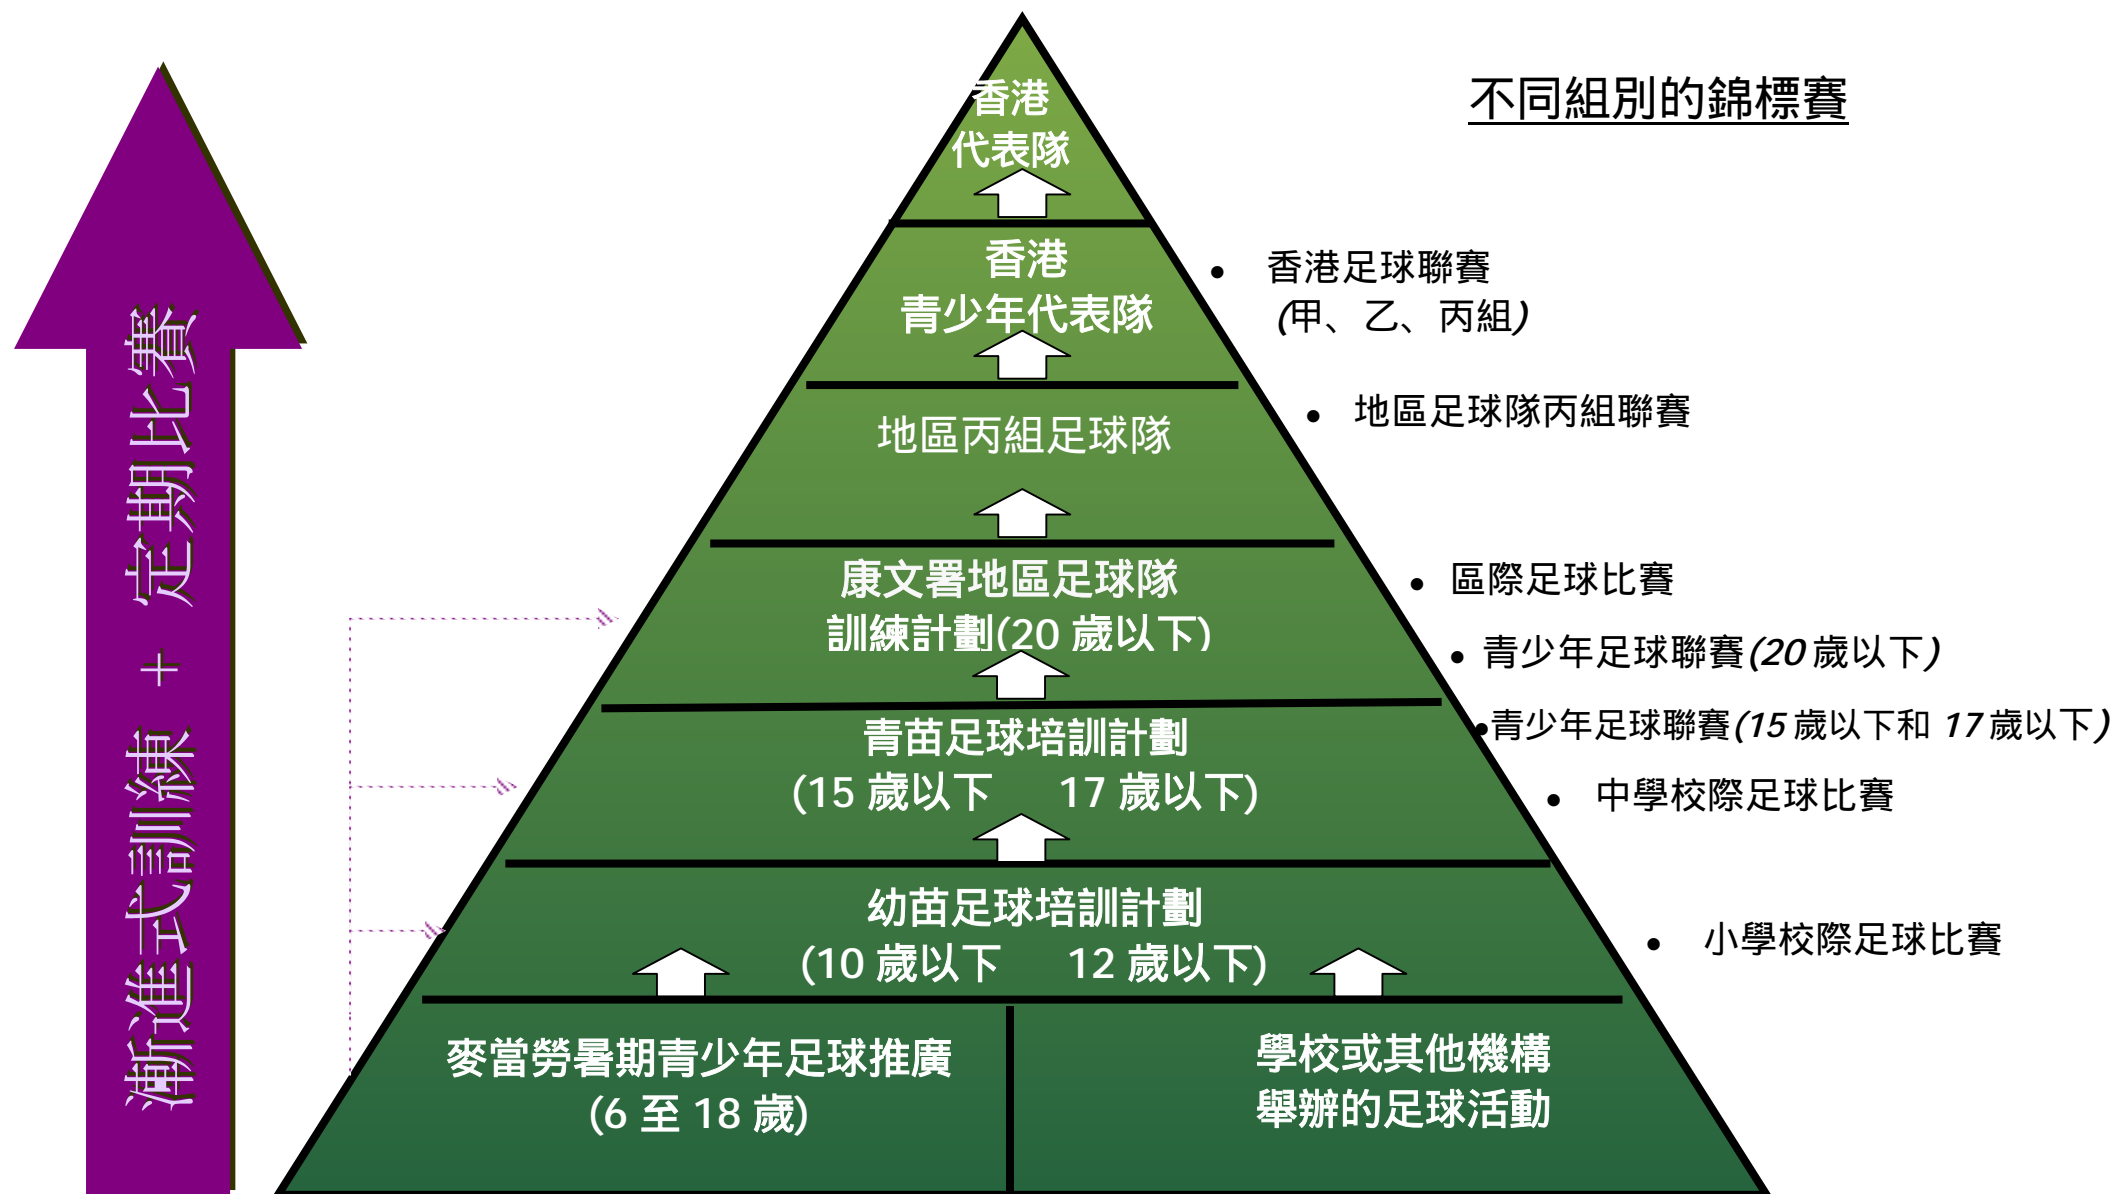 不同組別的錦標賽
香港
代表隊
香港
青少年代表隊
地區丙組足球隊
康文署地區足球隊
訓練計劃(20 歲以下)
青苗足球培訓計劃
(15 歲以下 17 歲以下)
幼苗足球培訓計劃
(10 歲以下 12 歲以下)
麥當勞暑期青少年足球推廣
(6 至 18 歲)
學校或其他機構
舉辦的足球活動
• 香港足球聯賽
(甲、乙、丙組)
• 地區足球隊丙組聯賽
• 區際足球比賽
• 青少年足球聯賽(20 歲以下)
•青少年足球聯賽(15 歲以下和 17 歲以下)
• 中學校際足球比賽
• 小學校際足球比賽
漸進式訓練 + 定期比賽